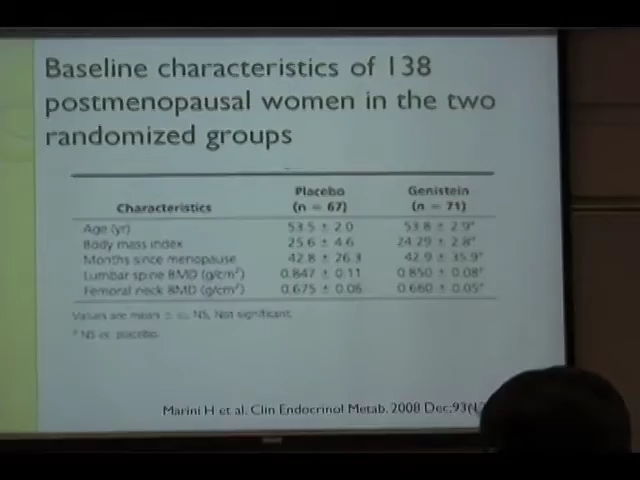 Baseline characteristics of 138
postmenopausal women in the two
randomized groups
Characteristics Placebo (n = 67) Genistein (n = 71)
Age (yr) 53.5 ± 2.0 53.8 ± 2.9*
Body mass index 25.6 ± 4.6 24.29 ± 2.8*
Months since menopause 42.8 ± 26.3 42.9 ± 35.9*
Lumbar spine BMD (g/cm²) 0.847 ± 0.11 0.850 ± 0.08*
Femoral neck BMD (g/cm²) 0.675 ± 0.06 0.680 ± 0.05*
Values are means ± NS, Not significant.
* NS vs. placebo.
Marini H et al. Clin Endocrinol Metab. 2008 Dec;93